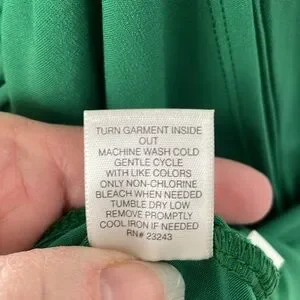 TURN GARMENT INSIDE
OUT
MACHINE WASH COLD
GENTLE CYCLE
WITH LIKE COLORS
ONLY NON-CHLORINE
BLEACH WHEN NEEDED
TUMBLE DRY LOW
REMOVE PROMPTLY
COOL IRON IF NEEDED
RN# 23243